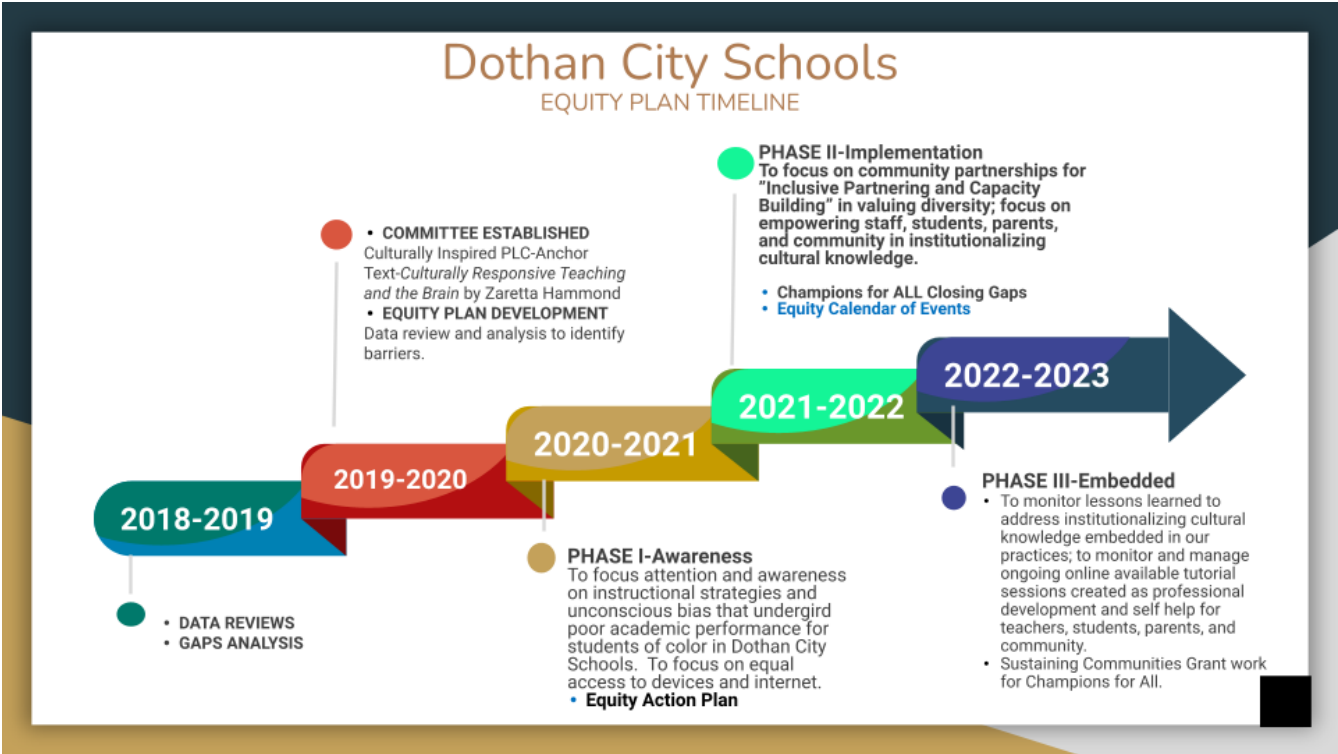 Dothan City Schools
EQUITY PLAN TIMELINE
2018-2019
• DATA REVIEWS
• GAPS ANALYSIS
2019-2020
• COMMITTEE ESTABLISHED
Culturally Inspired PLC-Anchor
Text-Culturally Responsive Teaching
and the Brain by Zaretta Hammond
• EQUITY PLAN DEVELOPMENT
Data review and analysis to identify
barriers.
2020-2021
PHASE I-Awareness
To focus attention and awareness
on instructional strategies and
unconscious bias that undergird
poor academic performance for
students of color in Dothan City
Schools. To focus on equal
access to devices and internet.
• Equity Action Plan
2021-2022
PHASE II-Implementation
To focus on community partnerships for
”Inclusive Partnering and Capacity
Building” in valuing diversity; focus on
empowering staff, students, parents,
and community in institutionalizing
cultural knowledge.
• Champions for ALL Closing Gaps
• Equity Calendar of Events
2022-2023
PHASE III-Embedded
• To monitor lessons learned to
address institutionalizing cultural
knowledge embedded in our
practices; to monitor and manage
ongoing online available tutorial
sessions created as professional
development and self help for
teachers, students, parents, and
community.
• Sustaining Communities Grant work
for Champions for All.